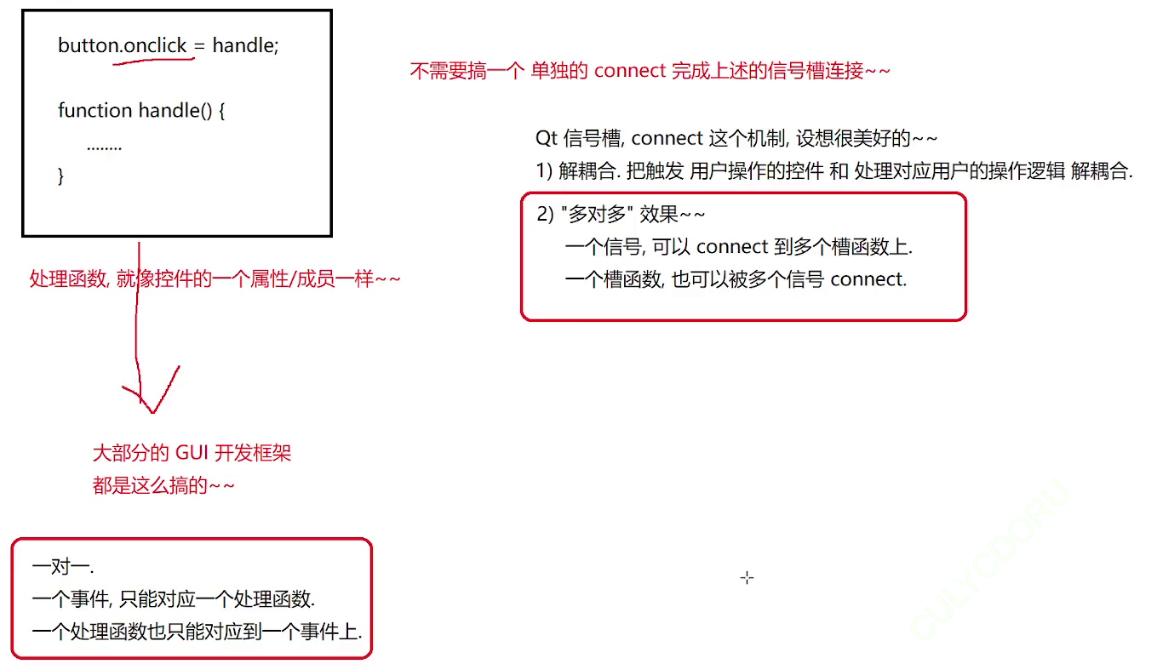 button.onclick = handle;
function handle() {
........
}
不需要搞一个 单独的 connect 完成上述的信号槽连接~~
Qt 信号槽, connect 这个机制, 设想很美好的~~
1) 解耦合. 把触发 用户操作的控件 和 处理对应用户的操作逻辑 解耦合.
2) "多对多" 效果~~
一个信号, 可以 connect 到多个槽函数上.
一个槽函数, 也可以被多个信号 connect.
处理函数, 就像控件的一个属性/成员一样~~
大部分的 GUI 开发框架
都是这么搞的~~
一对一.
一个事件, 只能对应一个处理函数.
一个处理函数也只能对应到一个事件上.
CULYCDORU